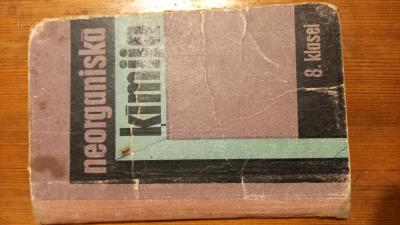 neorganiskā
ķīmija
8. klasei